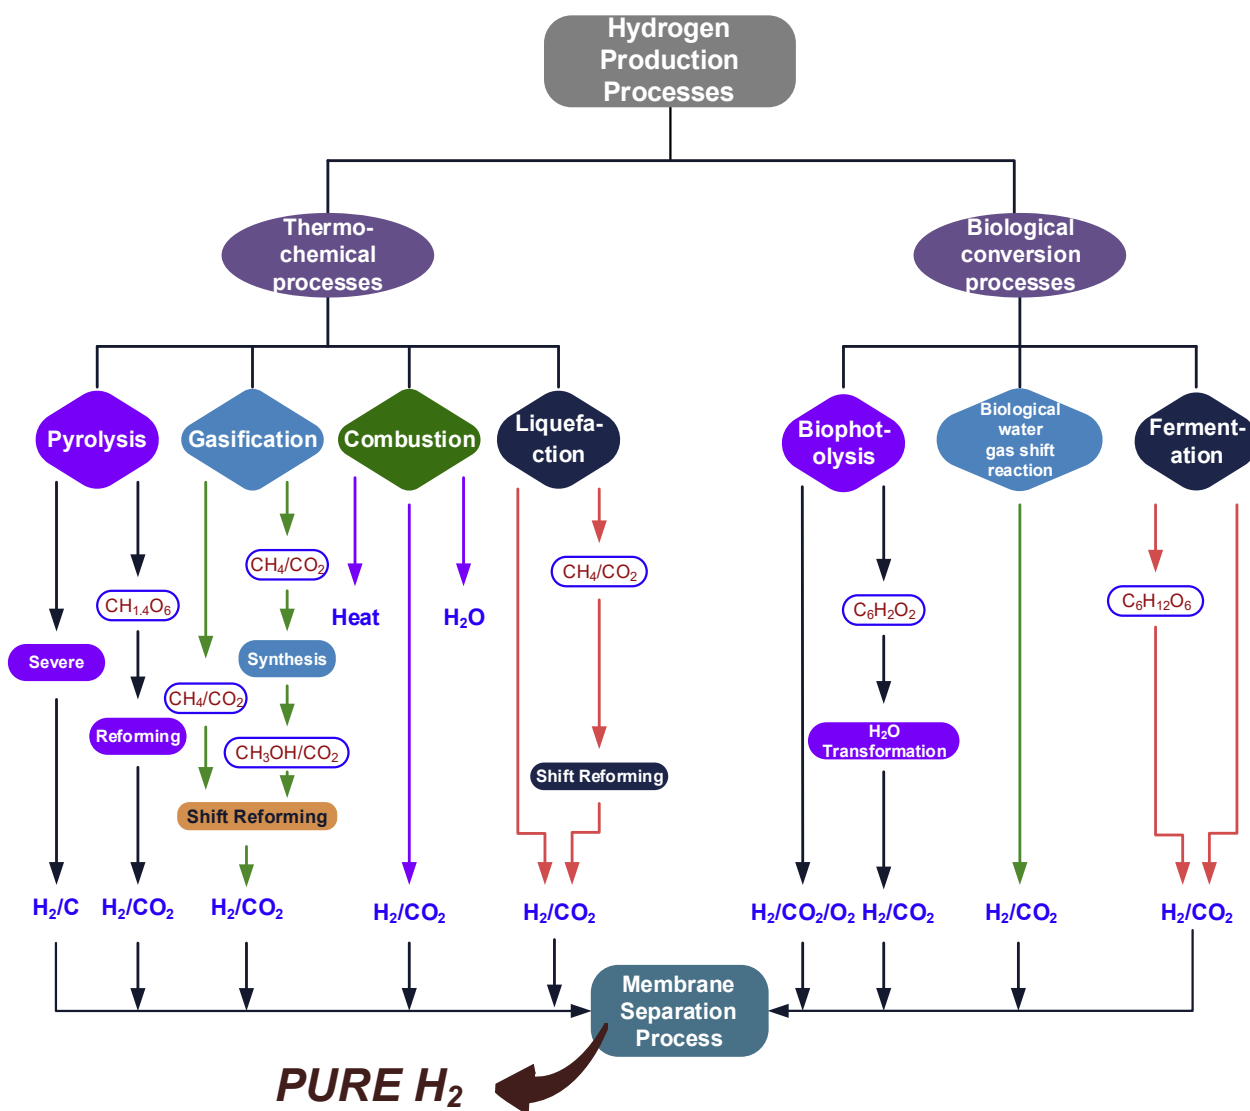 Hydrogen
Production
Processes
Thermo-
chemical
processes
Biological
conversion
processes
Pyrolysis
Gasification
Combustion
Liquefa-
ction
Biophot-
olysis
Biological
water
gas shift
reaction
Ferment-
ation
CH₄/CO₂
CH₄/CO₂
CH₁.₄O₆
Heat
H₂O
C₆H₂O₂
C₆H₁₂O₆
Severe
Synthesis
CH₄/CO₂
Reforming
CH₃OH/CO₂
H₂O
Transformation
Shift Reforming
Shift Reforming
H₂/C
H₂/CO₂
H₂/CO₂
H₂/CO₂
H₂/CO₂
H₂/CO₂/O₂
H₂/CO₂
H₂/CO₂
H₂/CO₂
Membrane
Separation
Process
PURE H₂